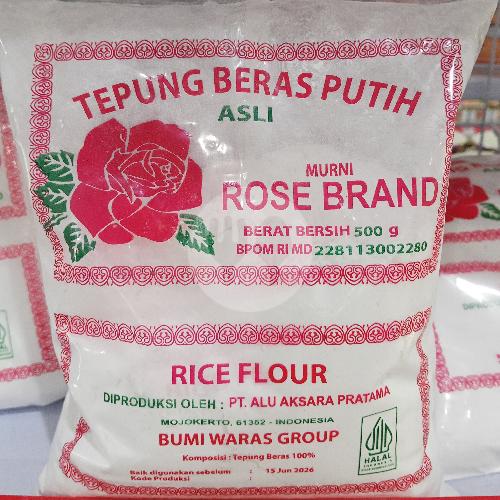 TEPUNG BERAS PUTIH
ASLI
MURNI
ROSE BRAND
BERAT BERSIH 500 g
BPOM RI MD 228113002280
RICE FLOUR
DIPRODUKSI OLEH : PT. ALU AKSARA PRATAMA
MOJOKERTO, 61352 - INDONESIA
BUMI WARAS GROUP
Komposisi : Tepung Beras 100%
Baik digunakan sebelum : 15 Jun 2026
Kode Produksi :
HALAL
INDONESIA
DIPRODU